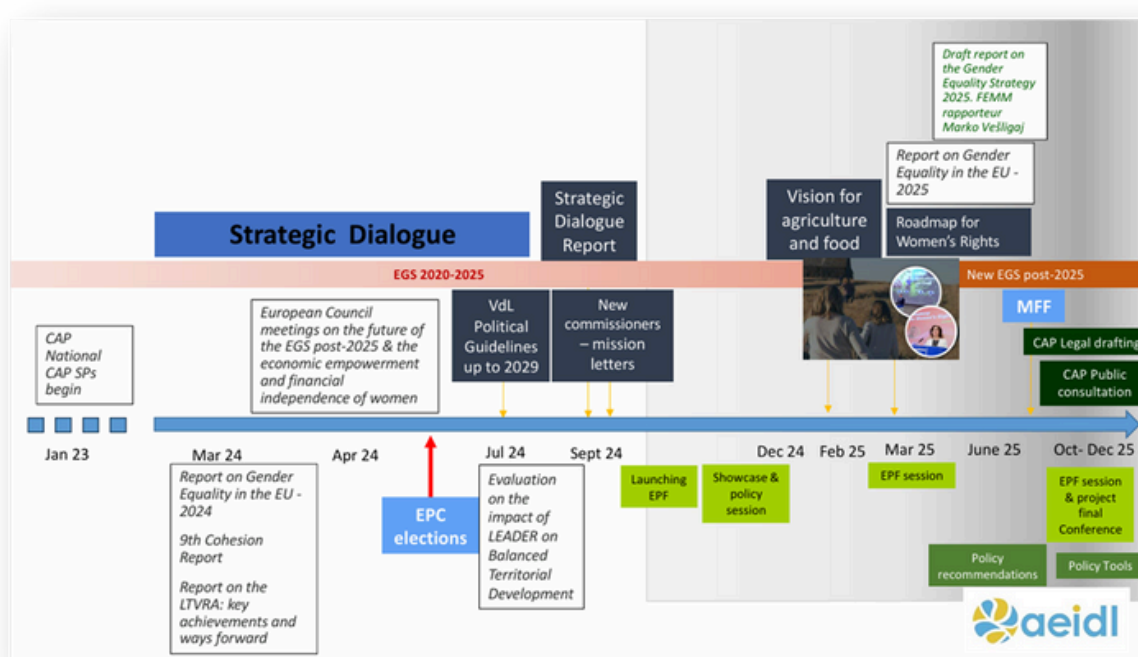 Draft report on
the Gender
Equality Strategy
2025. FEMM
rapporteur
Marko Vešligaj
Report on Gender
Equality in the EU -
2025
Strategic
Dialogue
Report
Vision for
agriculture
and food
Roadmap for
Women's Rights
Strategic Dialogue
EGS 2020-2025
New EGS post-2025
MFF
CAP
National
CAP SPs
begin
European Council
meetings on the future of
the EGS post-2025 & the
economic empowerment
and financial
independence of women
VdL
Political
Guidelines
up to 2029
New
commissioners
– mission
letters
CAP Legal drafting
CAP Public
consultation
Jan 23
Mar 24
Apr 24
Jul 24
Sept 24
Dec 24
Feb 25
Mar 25
June 25
Oct- Dec 25
Report on Gender
Equality in the EU -
2024
9th Cohesion
Report
Report on the
LTVRA: key
achievements and
ways forward
EPC
elections
Evaluation
on the
impact of
LEADER on
Balanced
Territorial
Development
Launching
EPF
Showcase &
policy
session
EPF session
EPF session
& project
final
Conference
Policy
recommendations
Policy Tools
aeidl